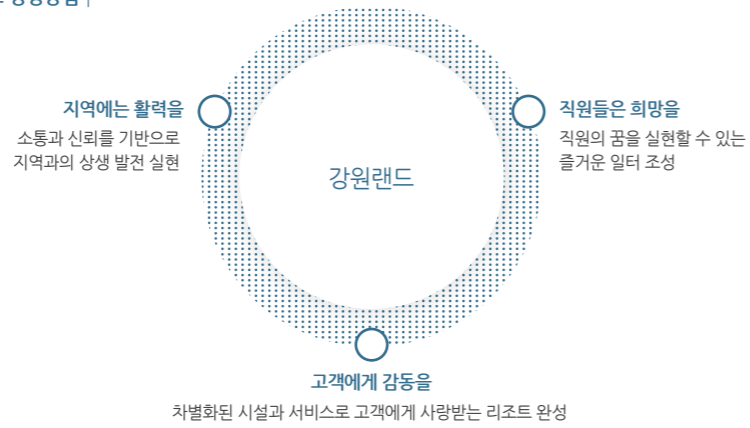 지역에는 활력을
소통과 신뢰를 기반으로
지역과의 상생 발전 실현
강원랜드
직원들은 희망을
직원의 꿈을 실현할 수 있는
즐거운 일터 조성
고객에게 감동을
차별화된 시설과 서비스로 고객에게 사랑받는 리조트 완성